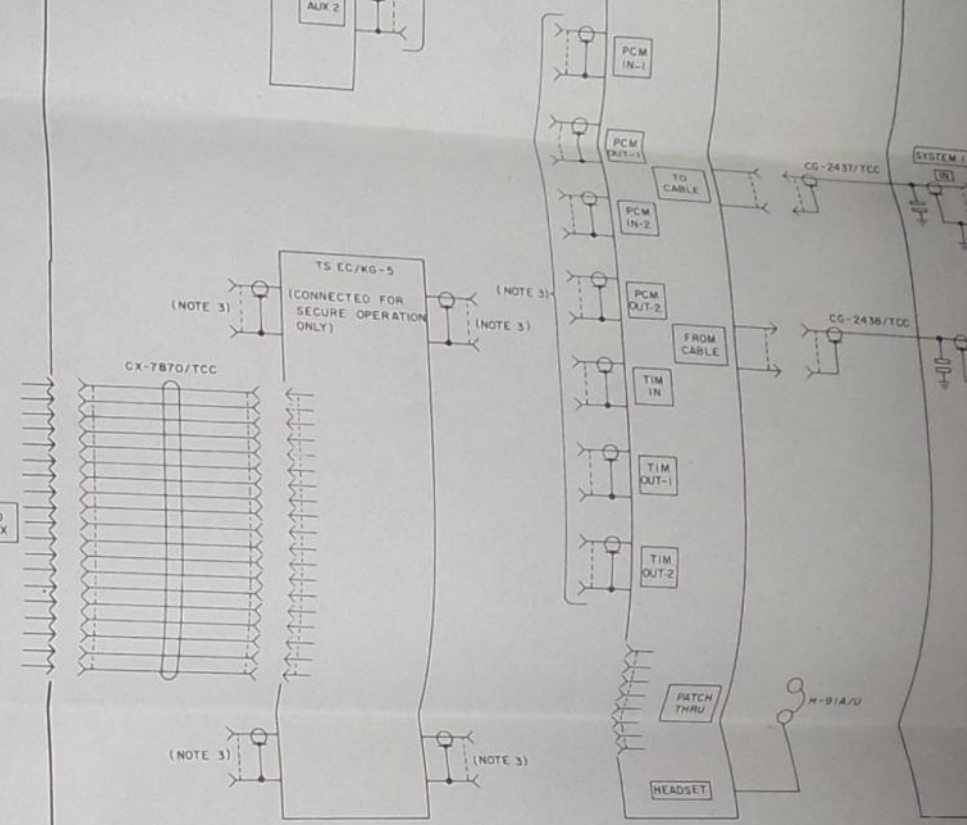 AUX 2
PCM
IN-1
PCM
OUT-1
TO
CABLE
CG-2437/TCC
SYSTEM 1
IN
PCM
IN-2
TS EC/KG-5
(CONNECTED FOR
SECURE OPERATION
ONLY)
(NOTE 3)
(NOTE 3)
(NOTE 3)
PCM
OUT-2
FROM
CABLE
CG-2438/TCC
CX-7870/TCC
TIM
IN
TIM
OUT-1
TIM
OUT-2
PATCH
THRU
H-91A/U
(NOTE 3)
(NOTE 3)
HEADSET